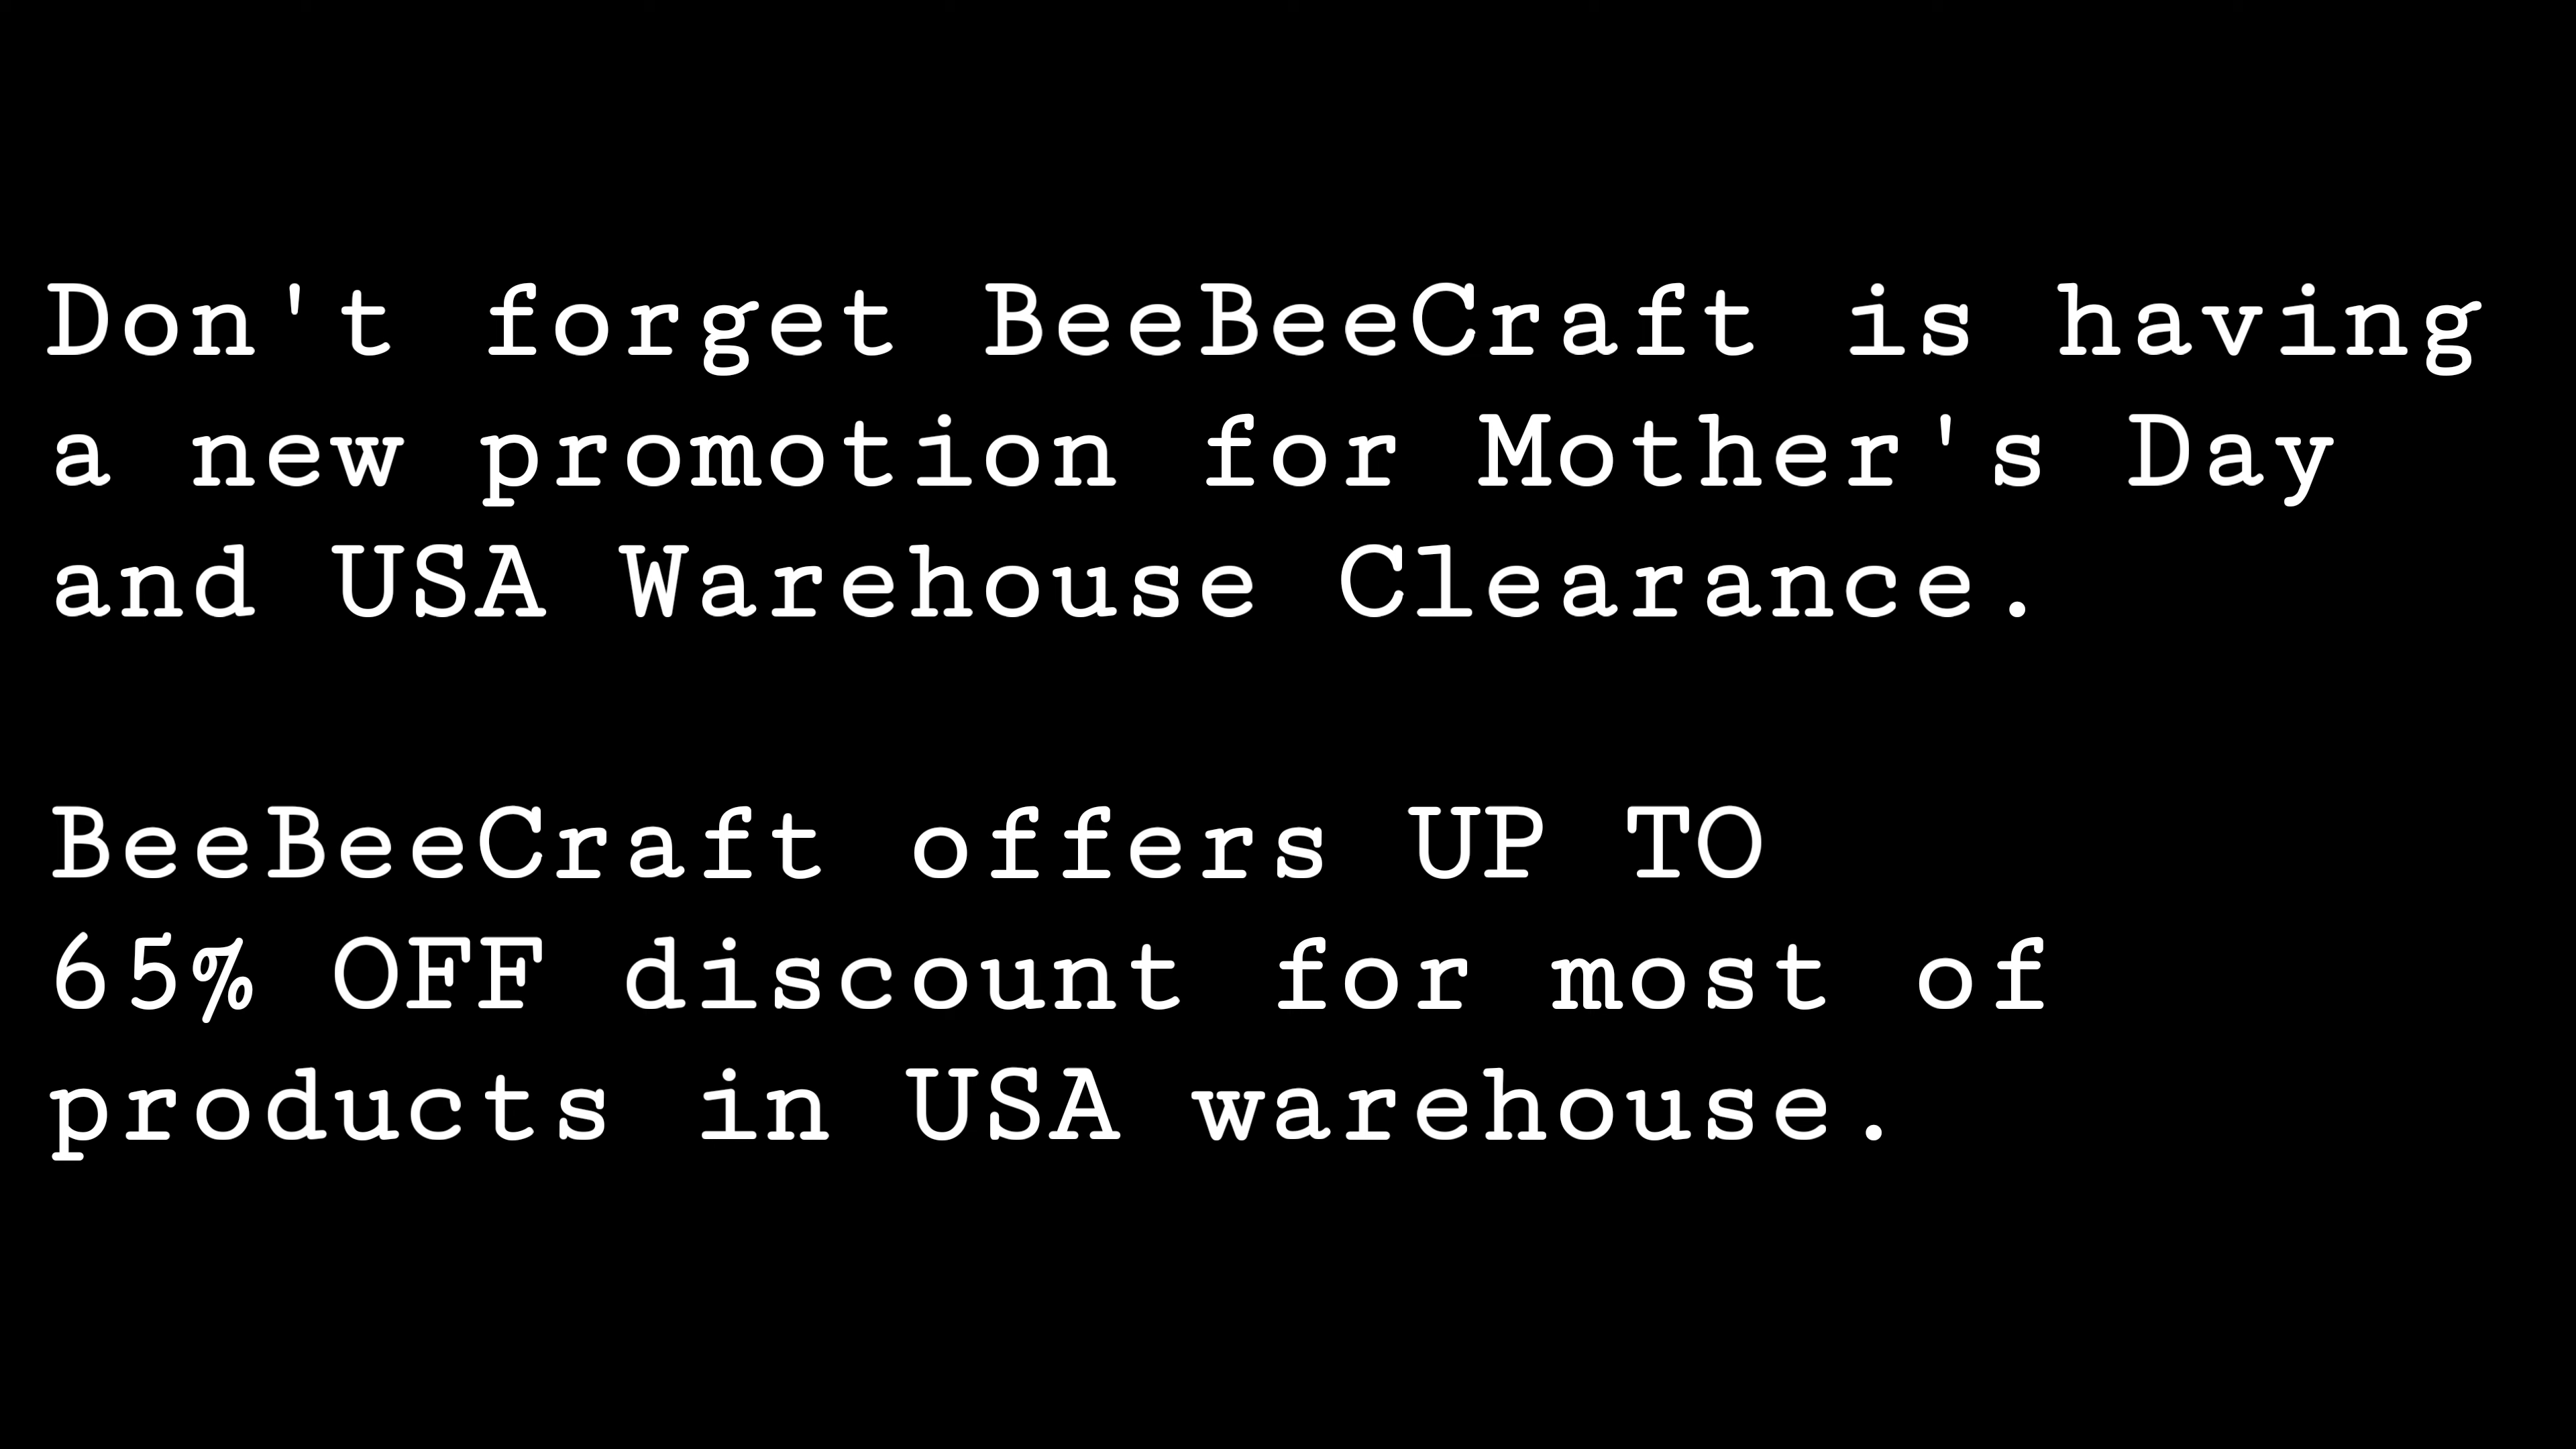 Don't forget BeeBeeCraft is having
a new promotion for Mother's Day
and USA Warehouse Clearance.
BeeBeeCraft offers UP TO
65% OFF discount for most of
products in USA warehouse.